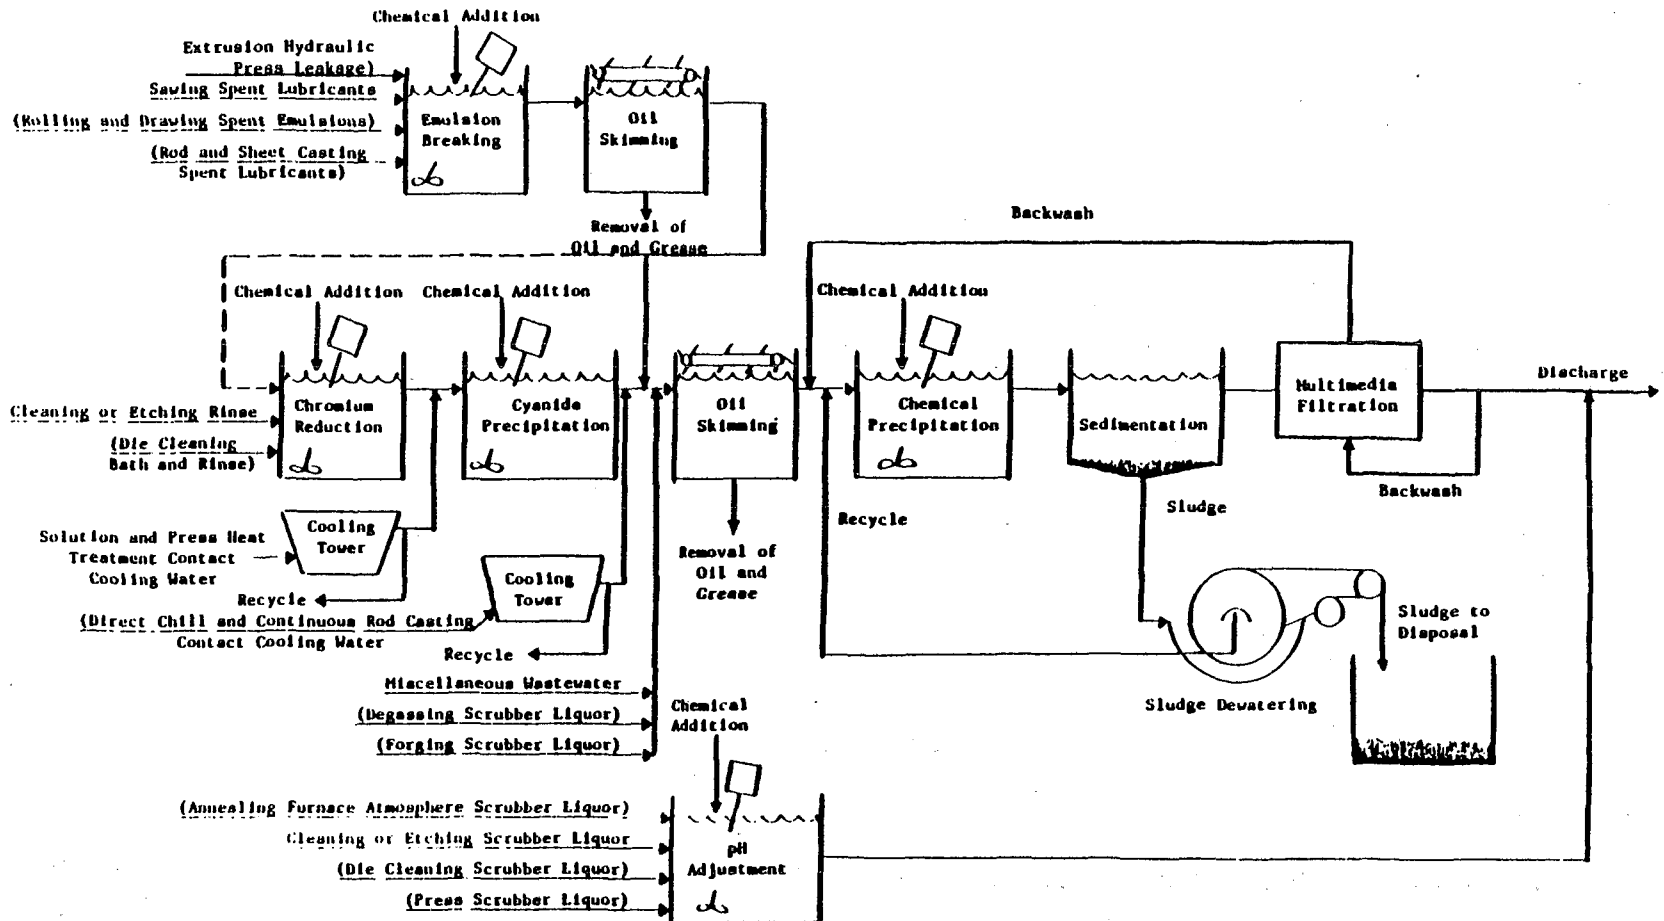 Chemical Addition
Extrusion Hydraulic
Press Leakage)
Sawing Spent Lubricants
(Rolling and Drawing Spent Emulsions)
(Rod and Sheet Casting
Spent Lubricants)
Emulsion
Breaking
Oil
Skimming
Removal of
Oil and Grease
Backwash
Chemical Addition
Chemical Addition
Chemical Addition
Cleaning or Etching Rinse
(Die Cleaning
Bath and Rinse)
Chromium
Reduction
Cyanide
Precipitation
Oil
Skimming
Chemical
Precipitation
Sedimentation
Multimedia
Filtration
Discharge
Backwash
Solution and Press Heat
Treatment Contact
Cooling Water
Cooling
Tower
Recycle
(Direct Chill and Continuous Rod Casting
Contact Cooling Water
Cooling
Tower
Recycle
Removal of
Oil and
Grease
Recycle
Sludge
Sludge to
Disposal
Sludge Dewatering
Miscellaneous Wastewater
(Degassing Scrubber Liquor)
(Forging Scrubber Liquor)
Chemical
Addition
(Annealing Furnace Atmosphere Scrubber Liquor)
Cleaning or Etching Scrubber Liquor
(Die Cleaning Scrubber Liquor)
(Press Scrubber Liquor)
pH
Adjustment